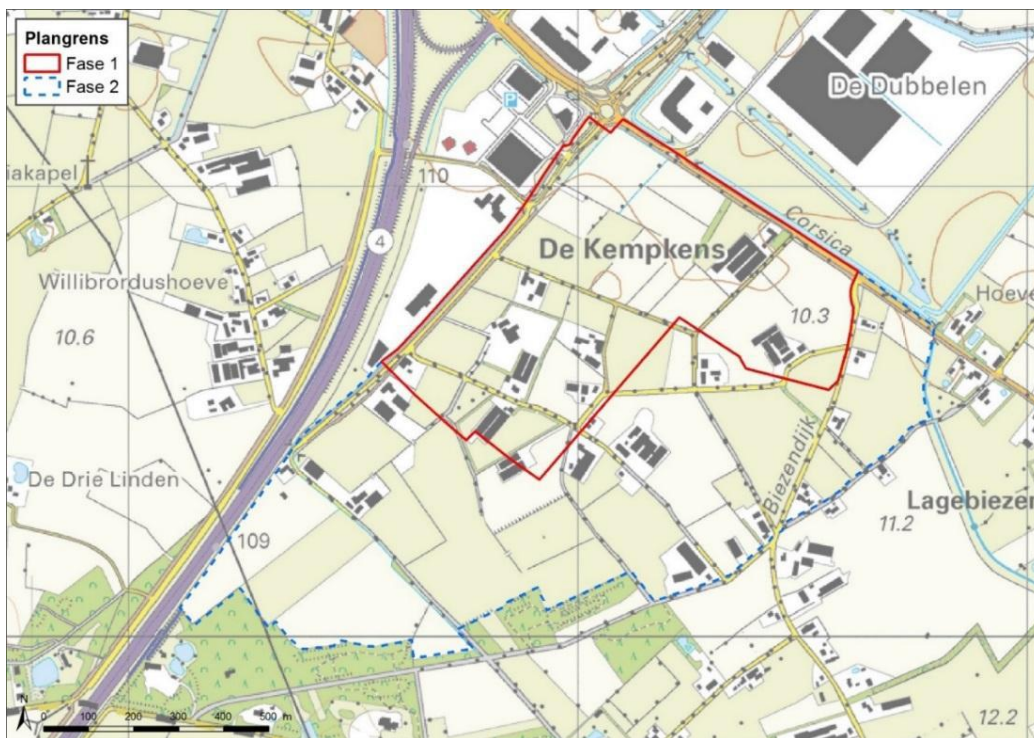 Plangrens
Fase 1
Fase 2
De Dubbelen
iakapel
110
P
Corsica
4
De Kempkens
Willibrordushoeve
Hoeve
10.6
10.3
De Drie Linden
Biezendijk
Lagebiezen
11.2
109
N
0 100 200 300 400 500 m
12.2